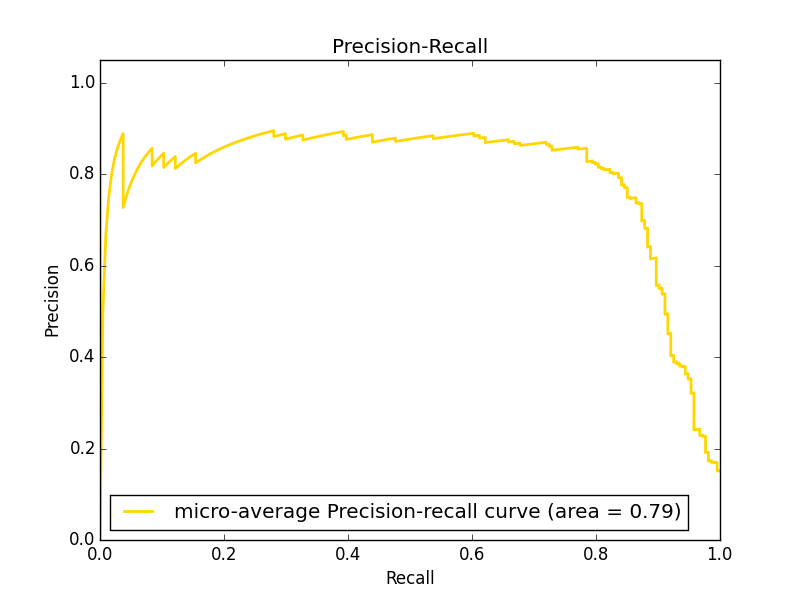 Precision-Recall
1.0
0.8
0.6
0.4
0.2
0.0
Precision
micro-average Precision-recall curve (area = 0.79)
0.0 0.2 0.4 0.6 0.8 1.0
Recall